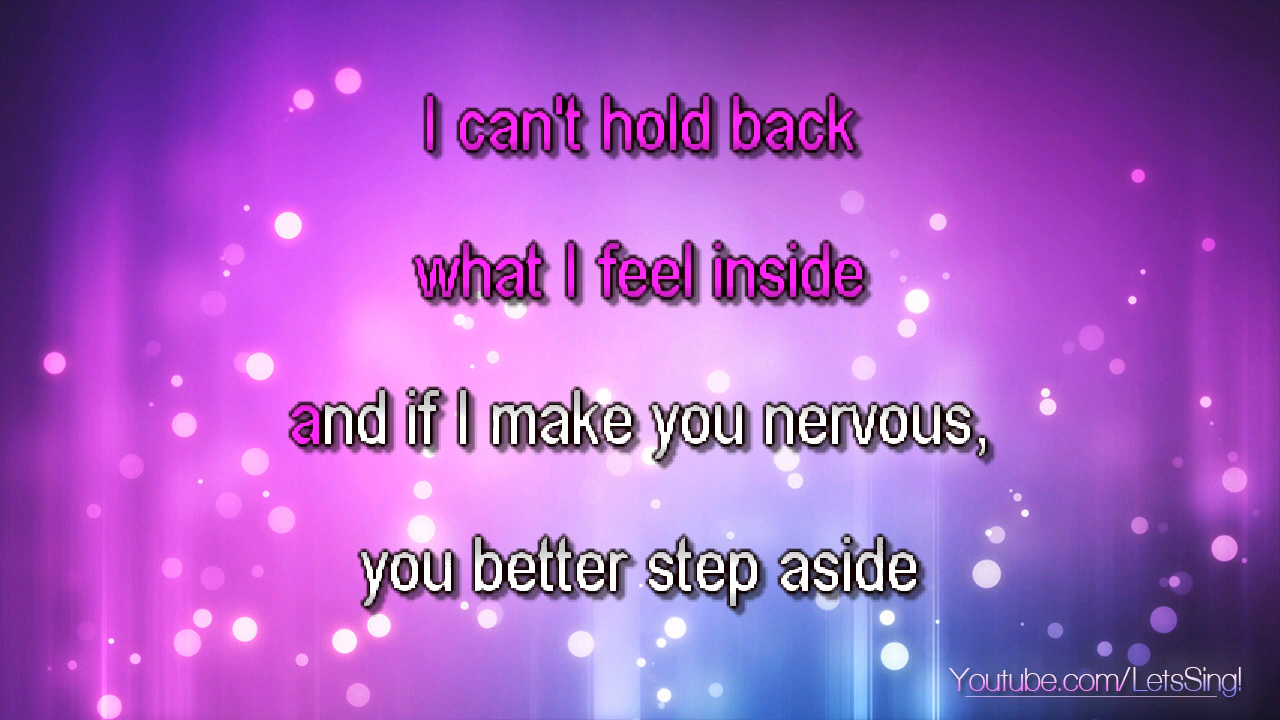 I can't hold back
what I feel inside
and if I make you nervous,
you better step aside
Youtube.com/LetsSing!